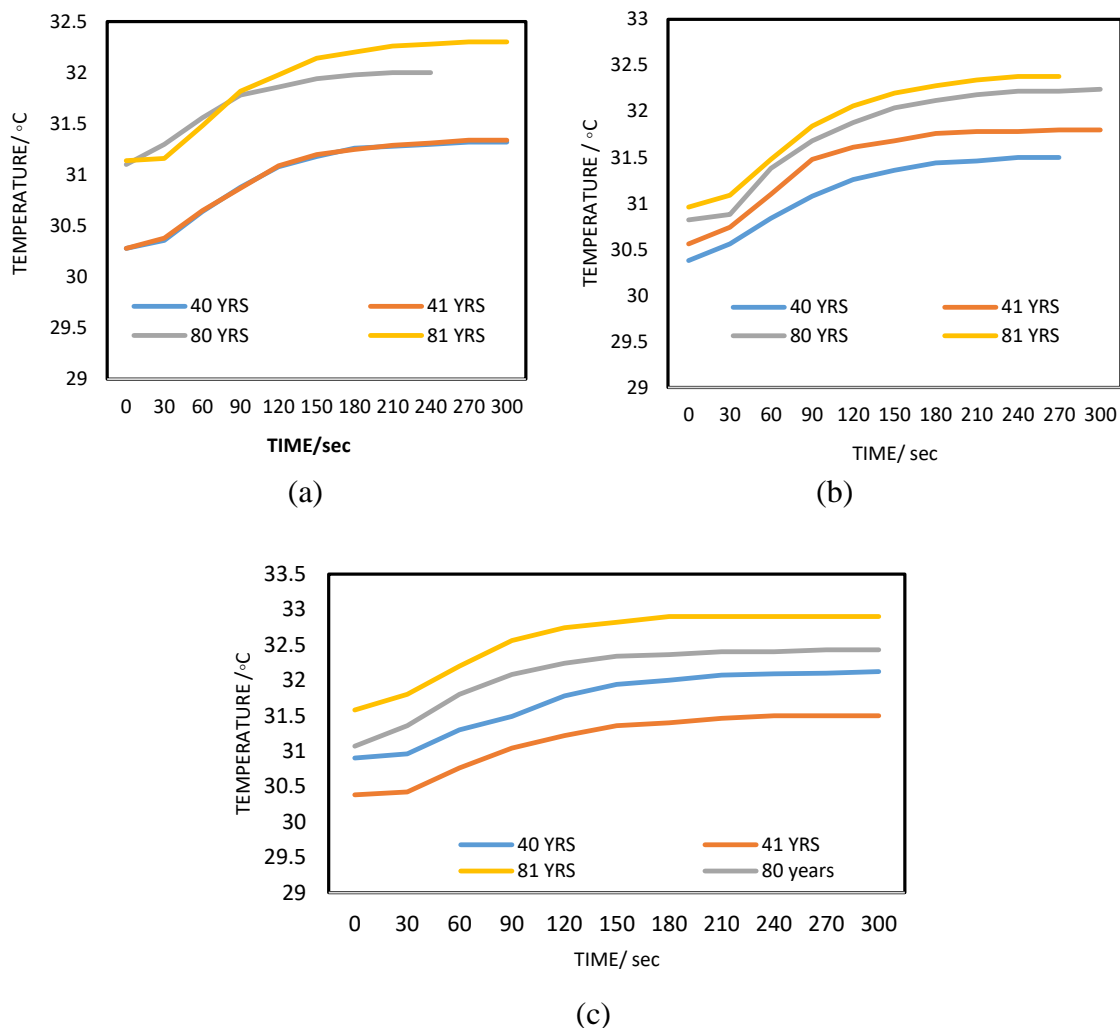 TEMPERATURE/ °C
32.5
32
31.5
31
30.5
30
29.5
29
40 YRS 41 YRS
80 YRS 81 YRS
0 30 60 90 120 150 180 210 240 270 300
TIME/sec
(a)
TEMPERATURE / °C
33
32.5
32
31.5
31
30.5
30
29.5
29
40 YRS 41 YRS
80 YRS 81 YRS
0 30 60 90 120 150 180 210 240 270 300
TIME/ sec
(b)
TEMPERATURE /°C
33.5
33
32.5
32
31.5
31
30.5
30
29.5
29
40 YRS 41 YRS
81 YRS 80 years
0 30 60 90 120 150 180 210 240 270 300
TIME/ sec
(c)